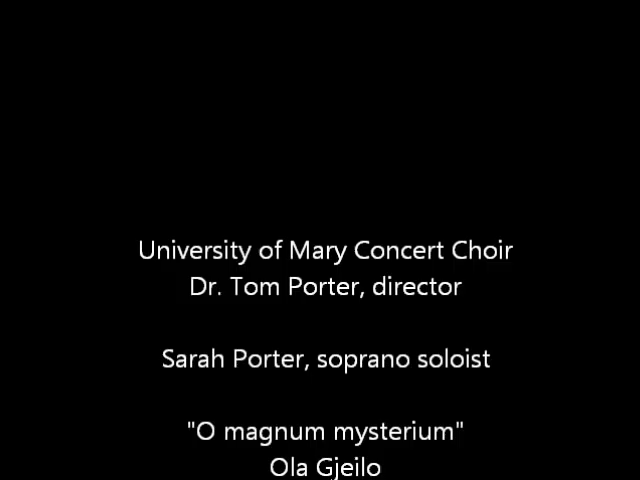 University of Mary Concert Choir
Dr. Tom Porter, director
Sarah Porter, soprano soloist
"O magnum mysterium"
Ola Gjeilo